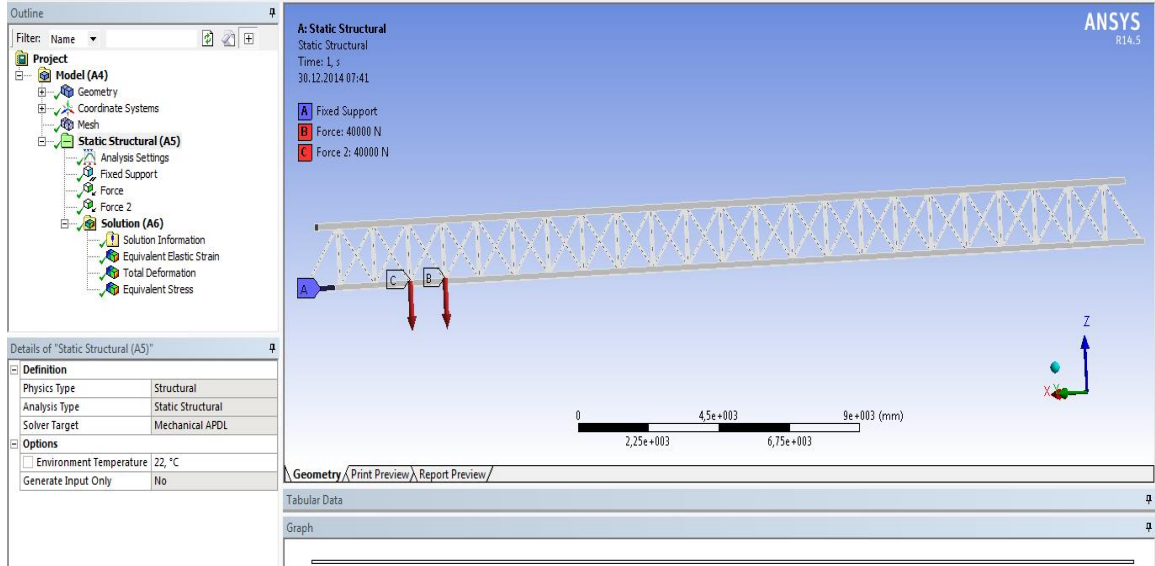 Outline
Filter: Name
Project
Model (A4)
Geometry
Coordinate Systems
Mesh
Static Structural (A5)
Analysis Settings
Fixed Support
Force
Force 2
Solution (A6)
Solution Information
Equivalent Elastic Strain
Total Deformation
Equivalent Stress
Details of "Static Structural (A5)"
Definition
Physics Type Structural
Analysis Type Static Structural
Solver Target Mechanical APDL
Options
Environment Temperature 22, °C
Generate Input Only No
A: Static Structural
Static Structural
Time: 1, s
30.12.2014 07:41
A Fixed Support
B Force: 40000 N
C Force 2: 40000 N
ANSYS
R14.5
A
C
B
Z
X
Y
0 4,5e+003 9e+003 (mm)
2,25e+003 6,75e+003
Geometry Print Preview Report Preview
Tabular Data
Graph